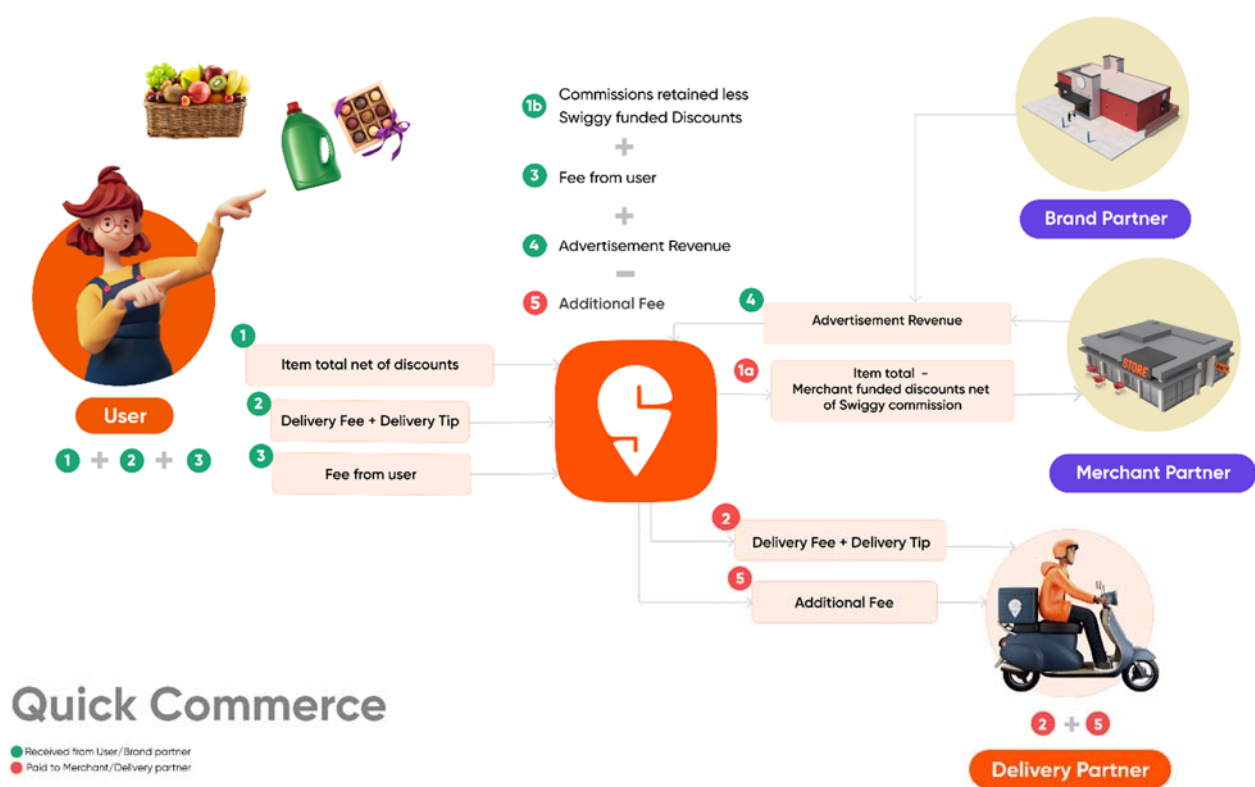 1b Commissions retained less
Swiggy funded Discounts
+
3 Fee from user
+
4 Advertisement Revenue
−
5 Additional Fee
Brand Partner
4 Advertisement Revenue
1 Item total net of discounts
1a Item total -
Merchant funded discounts net
of Swiggy commission
STORE
User
2 Delivery Fee + Delivery Tip
1 + 2 + 3
3 Fee from user
Merchant Partner
2 Delivery Fee + Delivery Tip
5 Additional Fee
Quick Commerce
2 + 5
Received from User/Brand partner
Paid to Merchant/Delivery partner
Delivery Partner